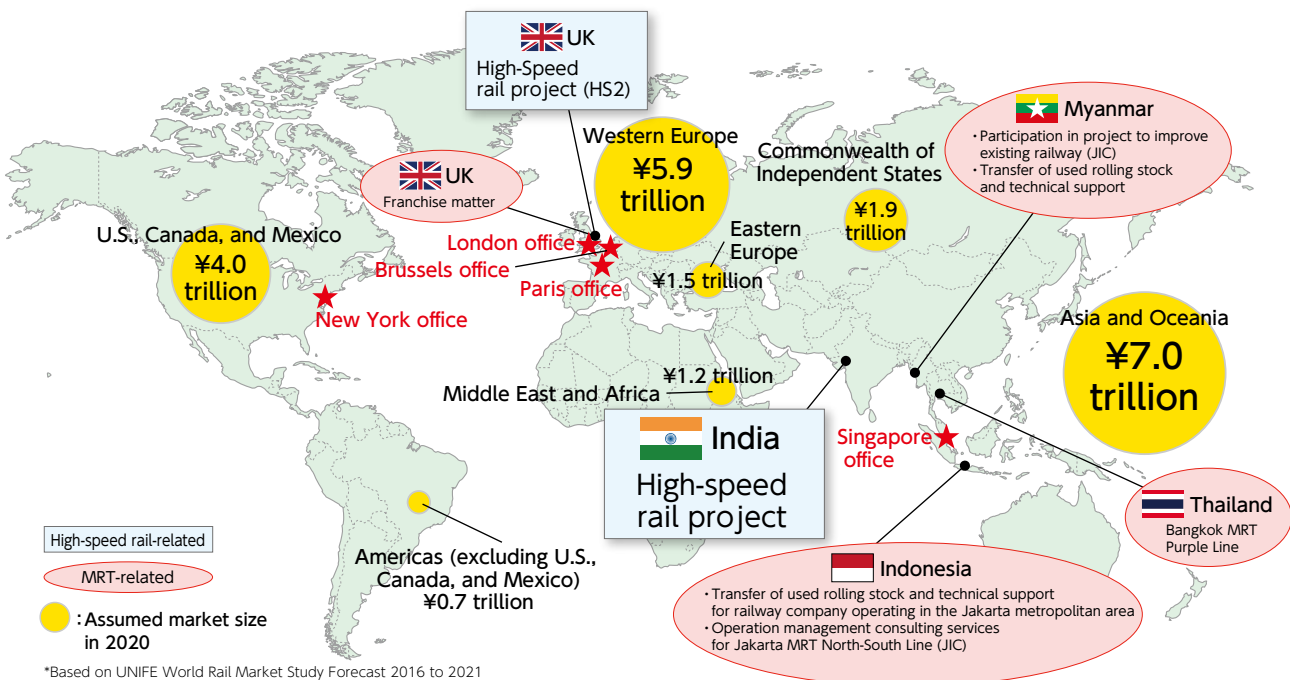 UK
High-Speed
rail project (HS2)
Western Europe
¥5.9
trillion
Commonwealth of
Independent States
¥1.9
trillion
Myanmar
・Participation in project to improve
existing railway (JIC)
・Transfer of used rolling stock
and technical support
UK
Franchise matter
U.S., Canada, and Mexico
¥4.0
trillion
London office
Brussels office
Paris office
New York office
Eastern
Europe
¥1.5 trillion
Asia and Oceania
¥7.0
trillion
¥1.2 trillion
Middle East and Africa
India
High-speed
rail project
Singapore
office
Thailand
Bangkok MRT
Purple Line
Americas (excluding U.S.,
Canada, and Mexico)
¥0.7 trillion
Indonesia
・Transfer of used rolling stock and technical support
for railway company operating in the Jakarta metropolitan area
・Operation management consulting services
for Jakarta MRT North-South Line (JIC)
High-speed rail-related
MRT-related
: Assumed market size
in 2020
*Based on UNIFE World Rail Market Study Forecast 2016 to 2021